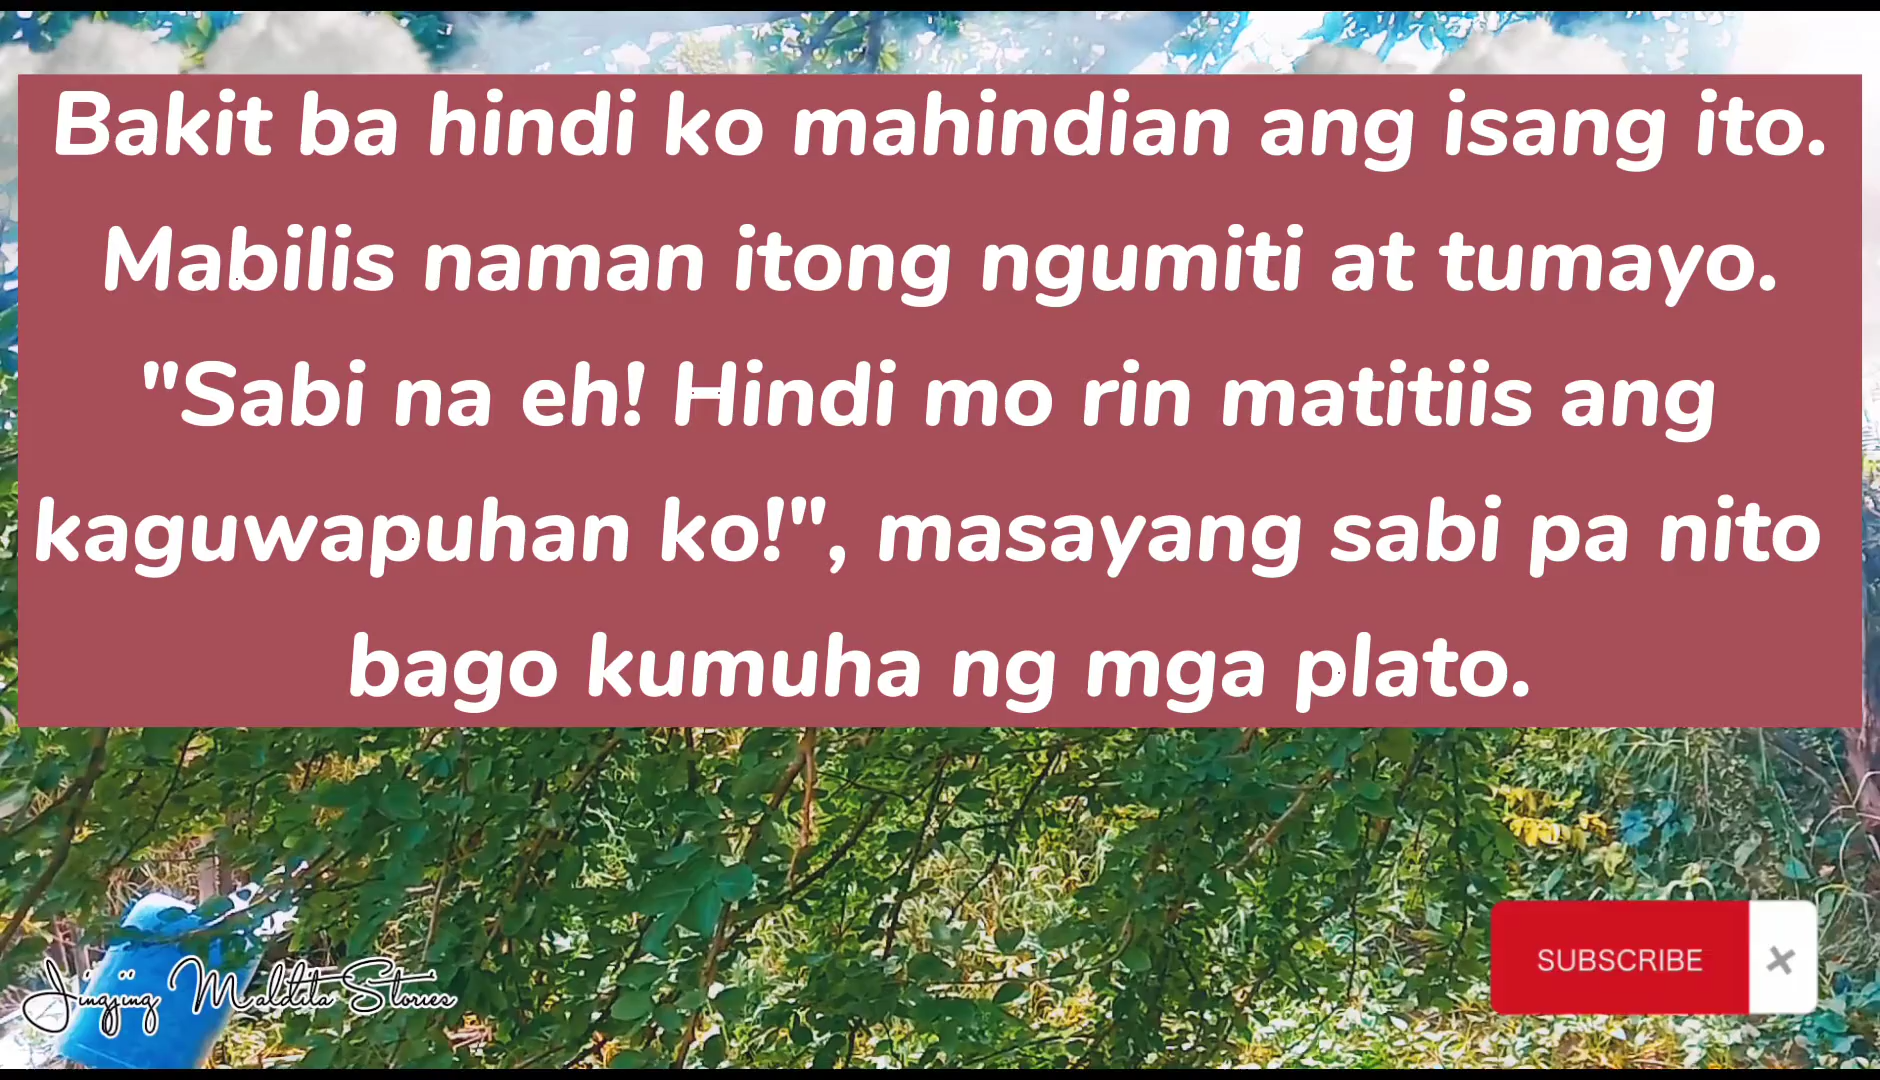 Bakit ba hindi ko mahindian ang isang ito.
Mabilis naman itong ngumiti at tumayo.
"Sabi na eh! Hindi mo rin matitiis ang
kaguwapuhan ko!", masayang sabi pa nito
bago kumuha ng mga plato.
Jingjing Maldita Stories
SUBSCRIBE